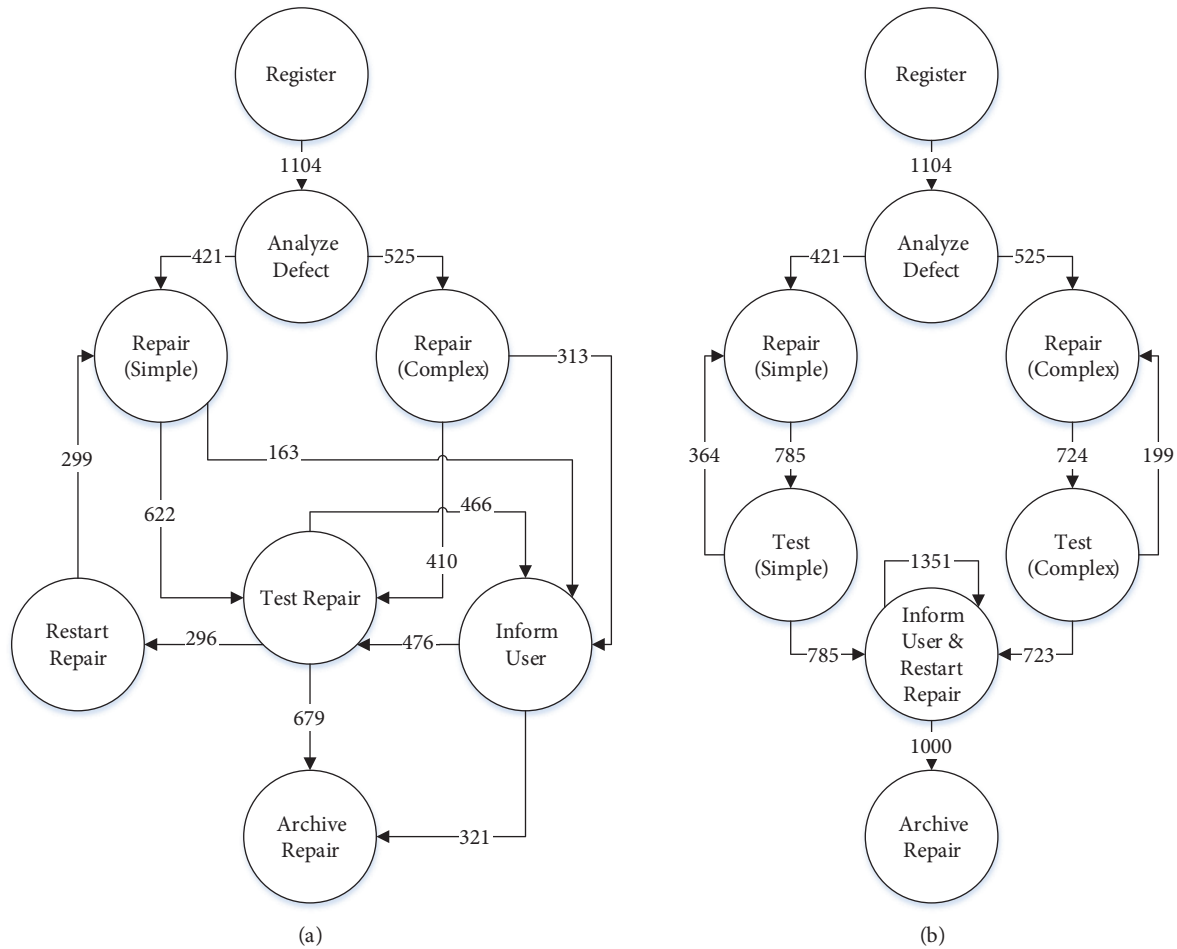 Register
1104
Analyze
Defect
421
525
Repair
(Simple)
Repair
(Complex)
313
299
163
622
466
410
Test Repair
Restart
Repair
296
476
Inform
User
679
Archive
Repair
321
(a)
Register
1104
Analyze
Defect
421
525
Repair
(Simple)
Repair
(Complex)
364
785
724
199
Test
(Simple)
Test
(Complex)
1351
Inform
User &
Restart
Repair
785
723
1000
Archive
Repair
(b)